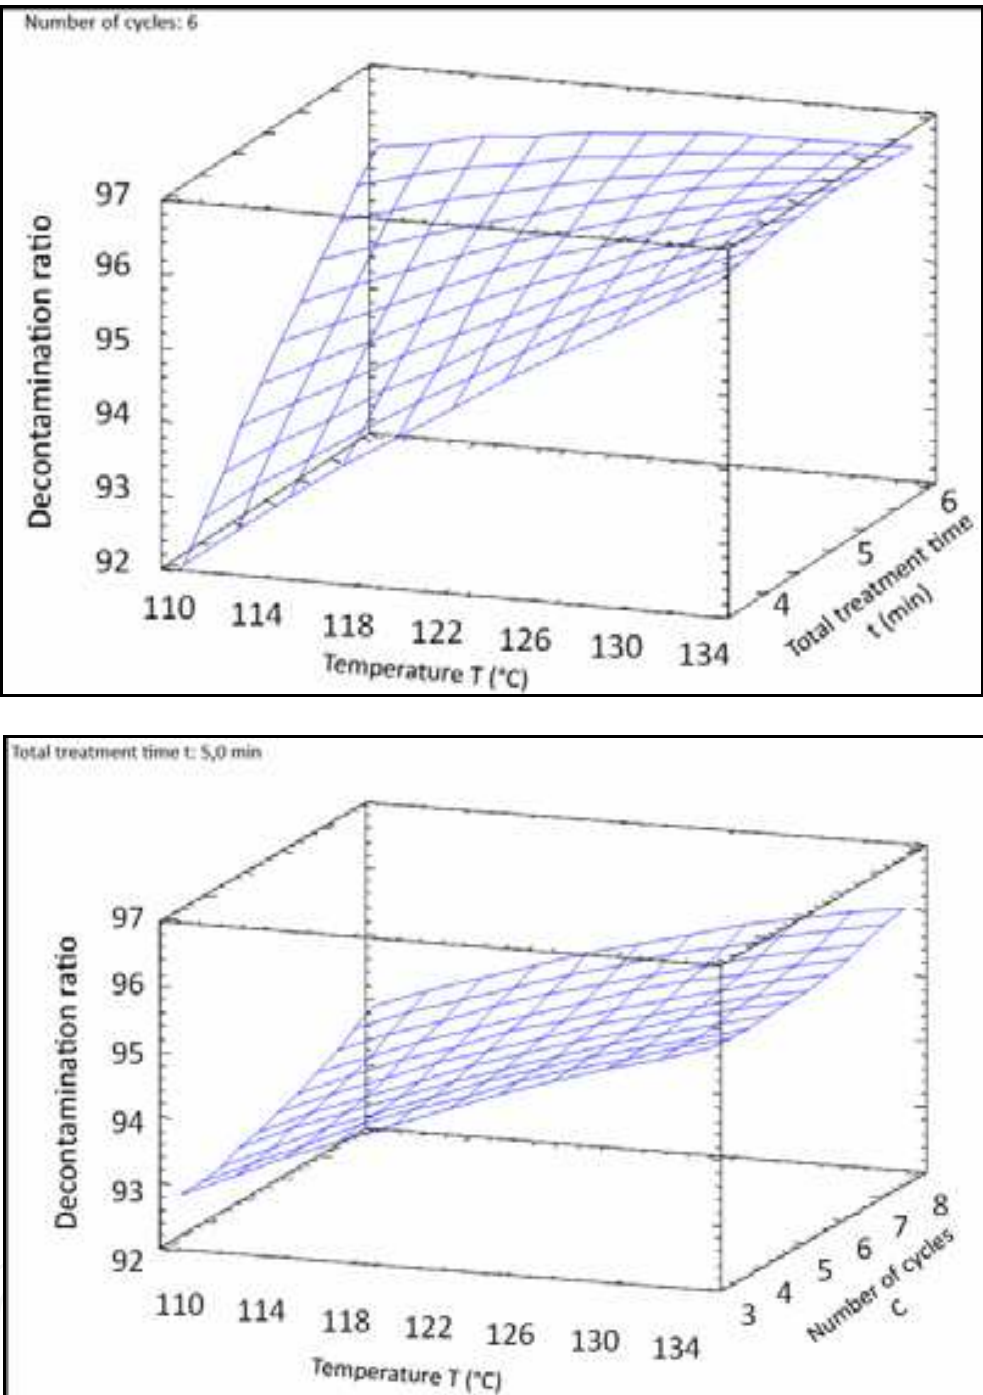 Number of cycles: 6
97
96
95
94
93
92
Decontamination ratio
110 114 118 122 126 130 134
Temperature T (°C)
4 5 6
Total treatment time
t (min)
Total treatment time t: 5,0 min
97
96
95
94
93
92
Decontamination ratio
110 114 118 122 126 130 134
Temperature T (°C)
3 4 5 6 7 8
Number of cycles
C